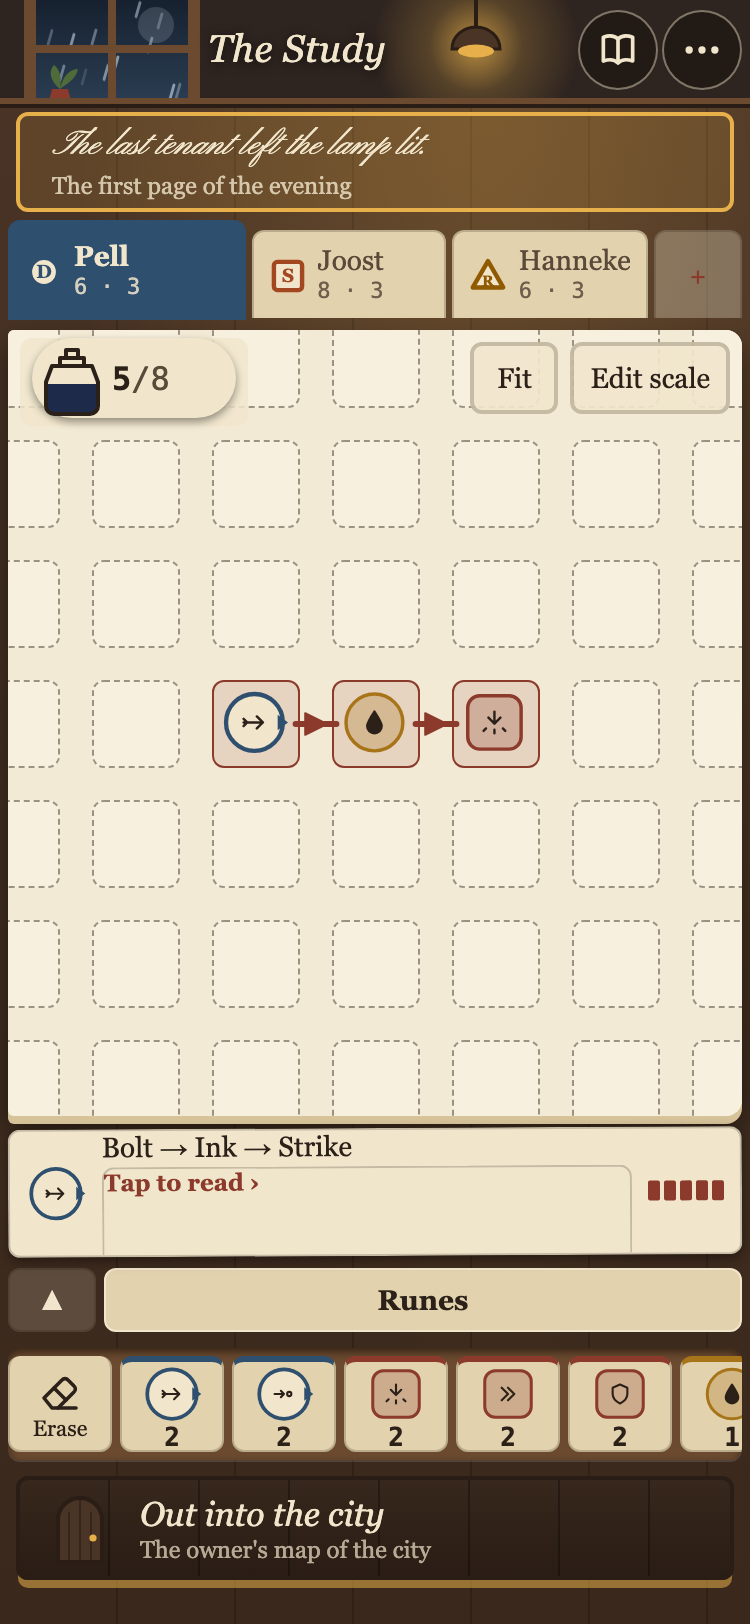 The Study
The last tenant left the lamp lit.
The first page of the evening
D
Pell
6 · 3
S
Joost
8 · 3
R
Hanneke
6 · 3
+
5/8
Fit
Edit scale
Bolt → Ink → Strike
Tap to read ›
▲
Runes
Erase
2
2
2
2
2
1
Out into the city
The owner's map of the city